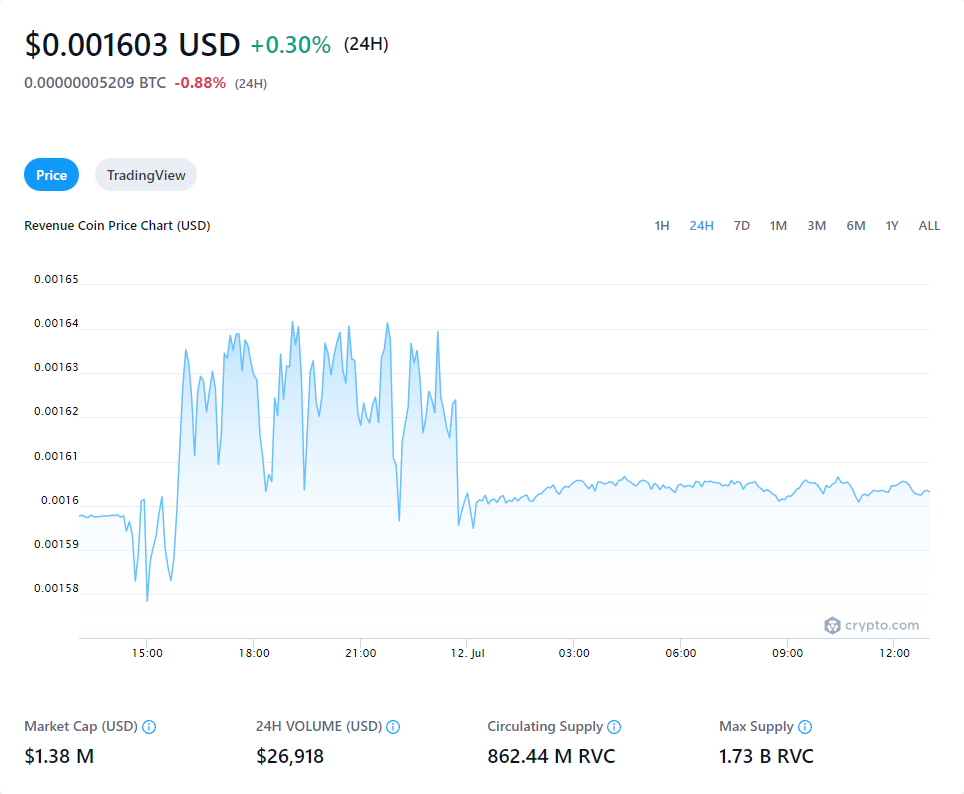 $0.001603 USD +0.30% (24H)
0.00000005209 BTC -0.88% (24H)
Price TradingView
Revenue Coin Price Chart (USD) 1H 24H 7D 1M 3M 6M 1Y ALL
0.00165
0.00164
0.00163
0.00162
0.00161
0.0016
0.00159
0.00158
crypto.com
15:00 18:00 21:00 12. Jul 03:00 06:00 09:00 12:00
Market Cap (USD) 24H VOLUME (USD) Circulating Supply Max Supply
$1.38 M $26,918 862.44 M RVC 1.73 B RVC